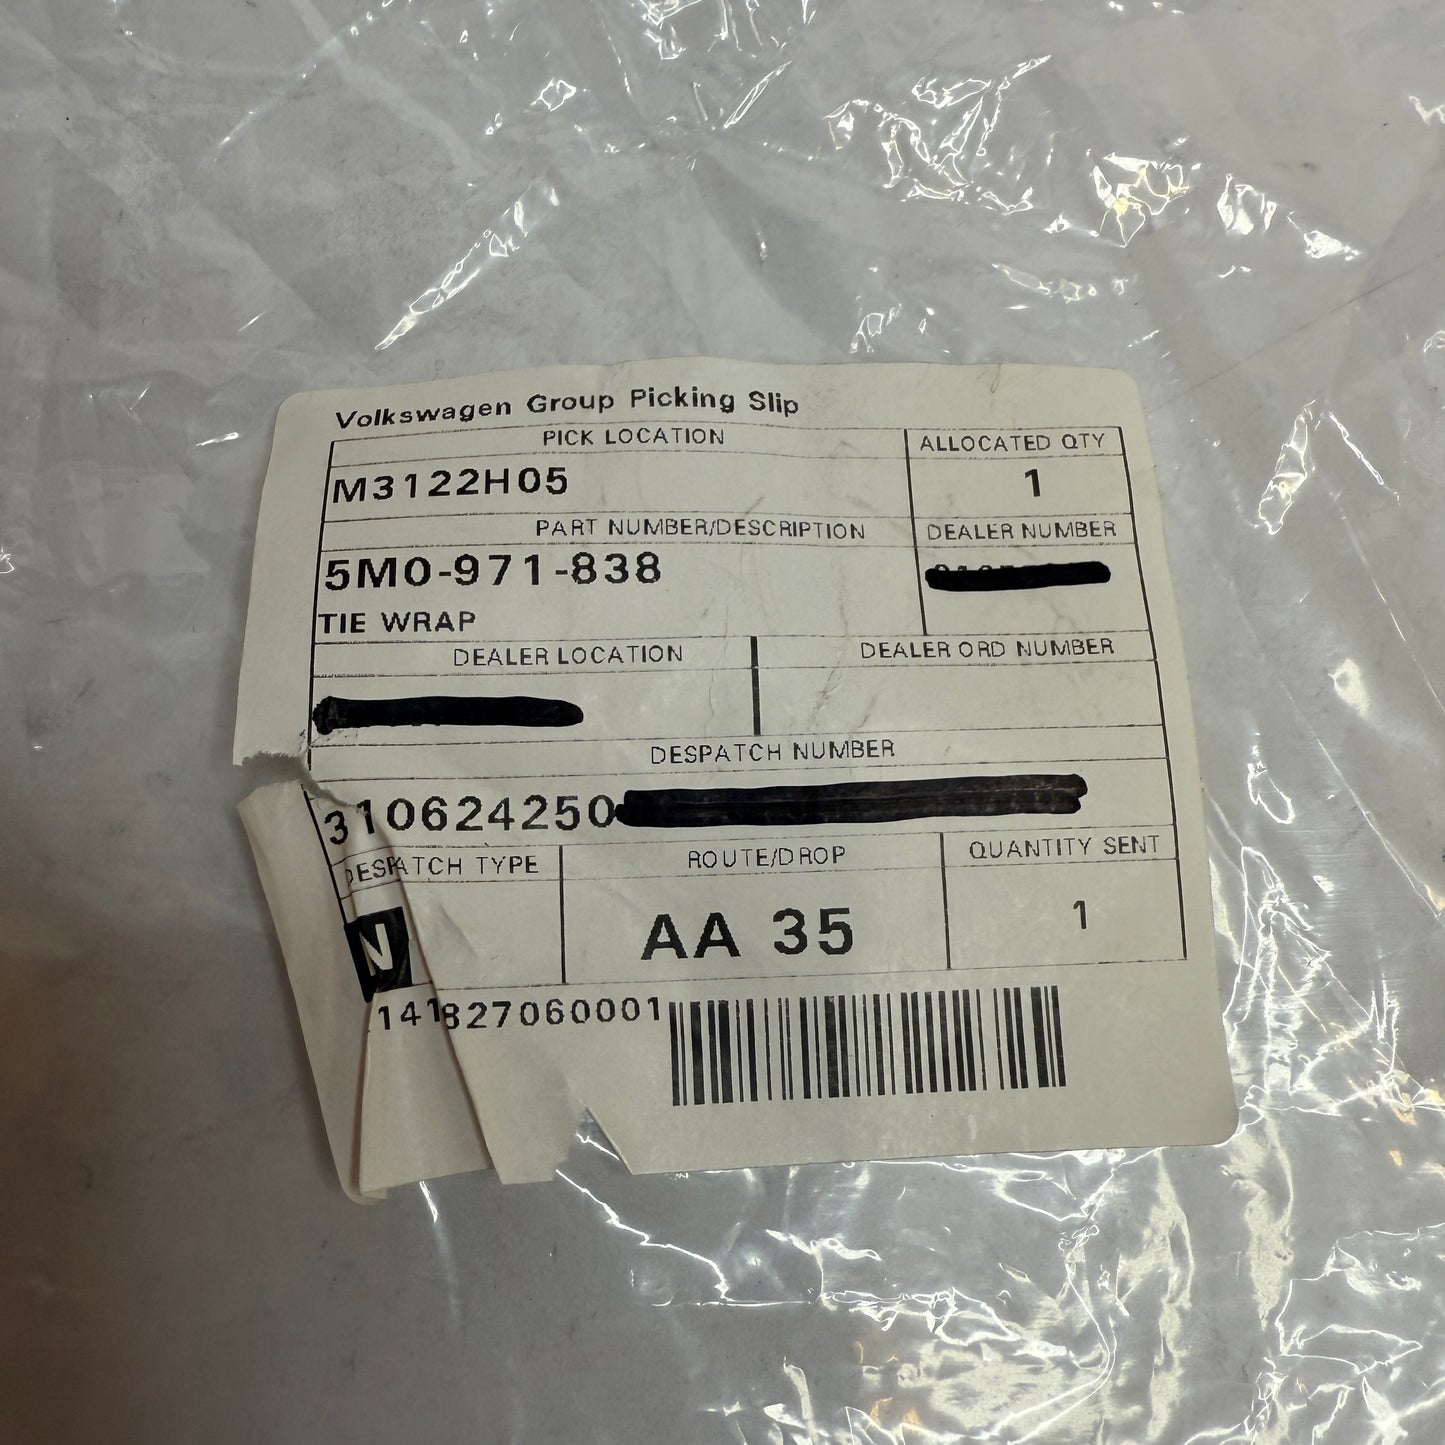 Volkswagen Group Picking Slip
PICK LOCATION
ALLOCATED QTY
M3122H05
1
PART NUMBER/DESCRIPTION
DEALER NUMBER
5M0-971-838
TIE WRAP
DEALER LOCATION
DEALER ORD NUMBER
DESPATCH NUMBER
310624250
DESPATCH TYPE
ROUTE/DROP
QUANTITY SENT
N
AA 35
1
141827060001